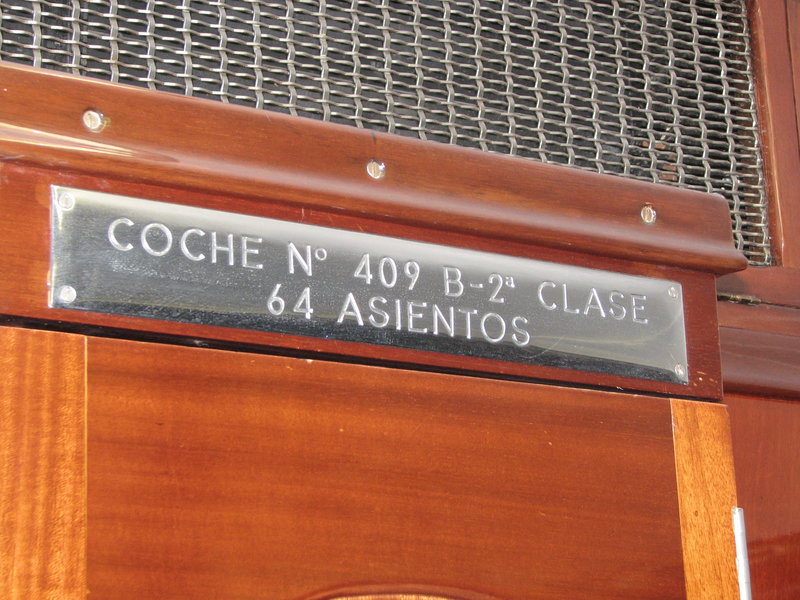 COCHE Nº 409 B-2ª CLASE
64 ASIENTOS